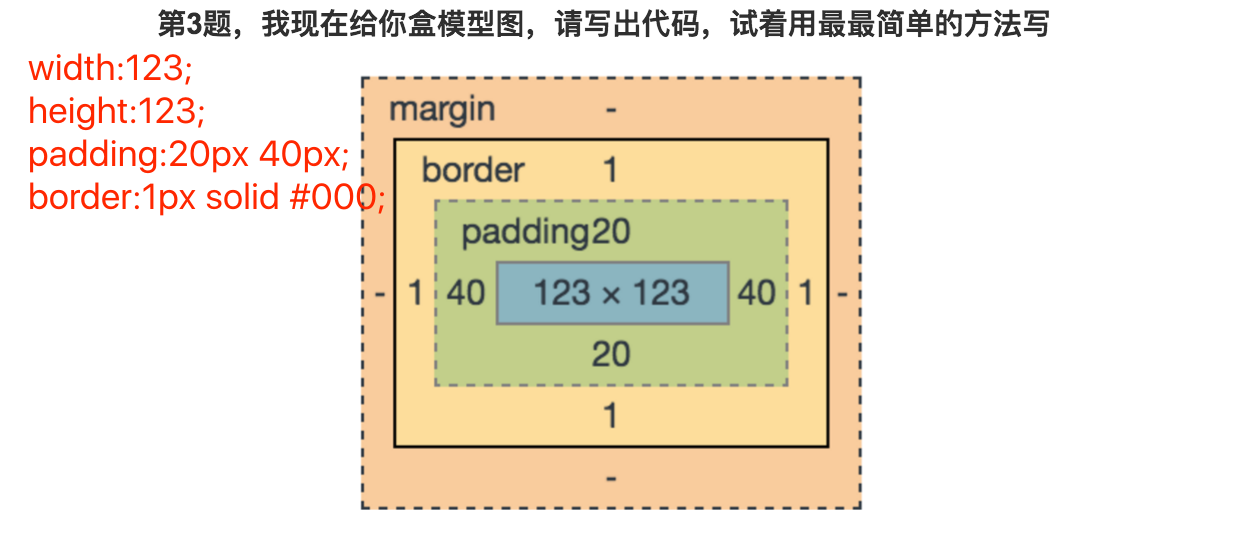 第3题，我现在给你盒模型图，请写出代码，试着用最最简单的方法写
width:123;
height:123;
padding:20px 40px;
border:1px solid #000;
margin -
border 1
padding20
- 1 40 123 × 123 40 1 -
20
1
-